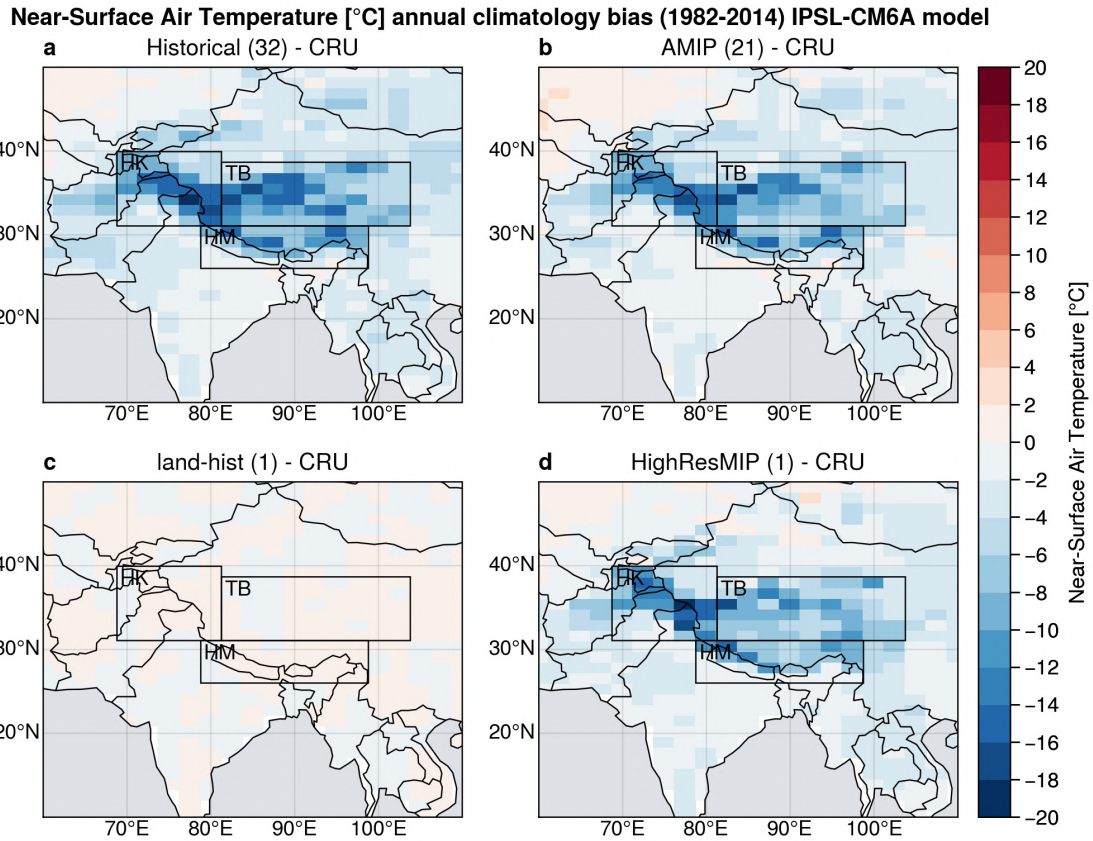 Near-Surface Air Temperature [°C] annual climatology bias (1982-2014) IPSL-CM6A model
a Historical (32) - CRU
b AMIP (21) - CRU
40°N
30°N
20°N
HK
TB
HM
70°E 80°E 90°E 100°E
40°N
30°N
20°N
HK
TB
HM
70°E 80°E 90°E 100°E
c land-hist (1) - CRU
d HighResMIP (1) - CRU
40°N
30°N
20°N
HK
TB
HM
70°E 80°E 90°E 100°E
40°N
30°N
20°N
HK
TB
HM
70°E 80°E 90°E 100°E
20
18
16
14
12
10
8
6
4
2
0
−2
−4
−6
−8
−10
−12
−14
−16
−18
−20
Near-Surface Air Temperature [°C]